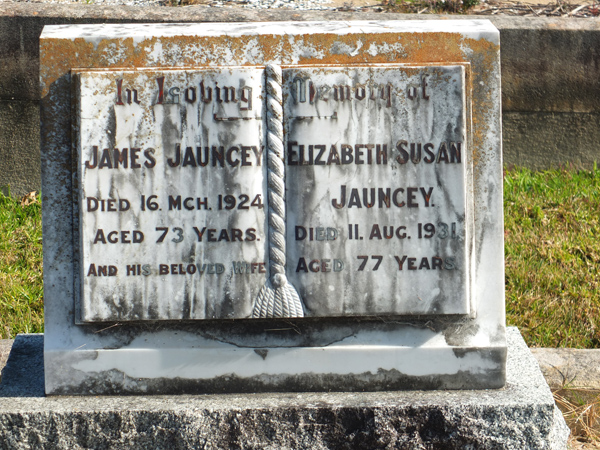 In Loving Memory of
JAMES JAUNCEY
DIED 16. MCH. 1924
AGED 73 YEARS.
AND HIS BELOVED WIFE
ELIZABETH SUSAN
JAUNCEY.
DIED 11. AUG. 1931.
AGED 77 YEARS.